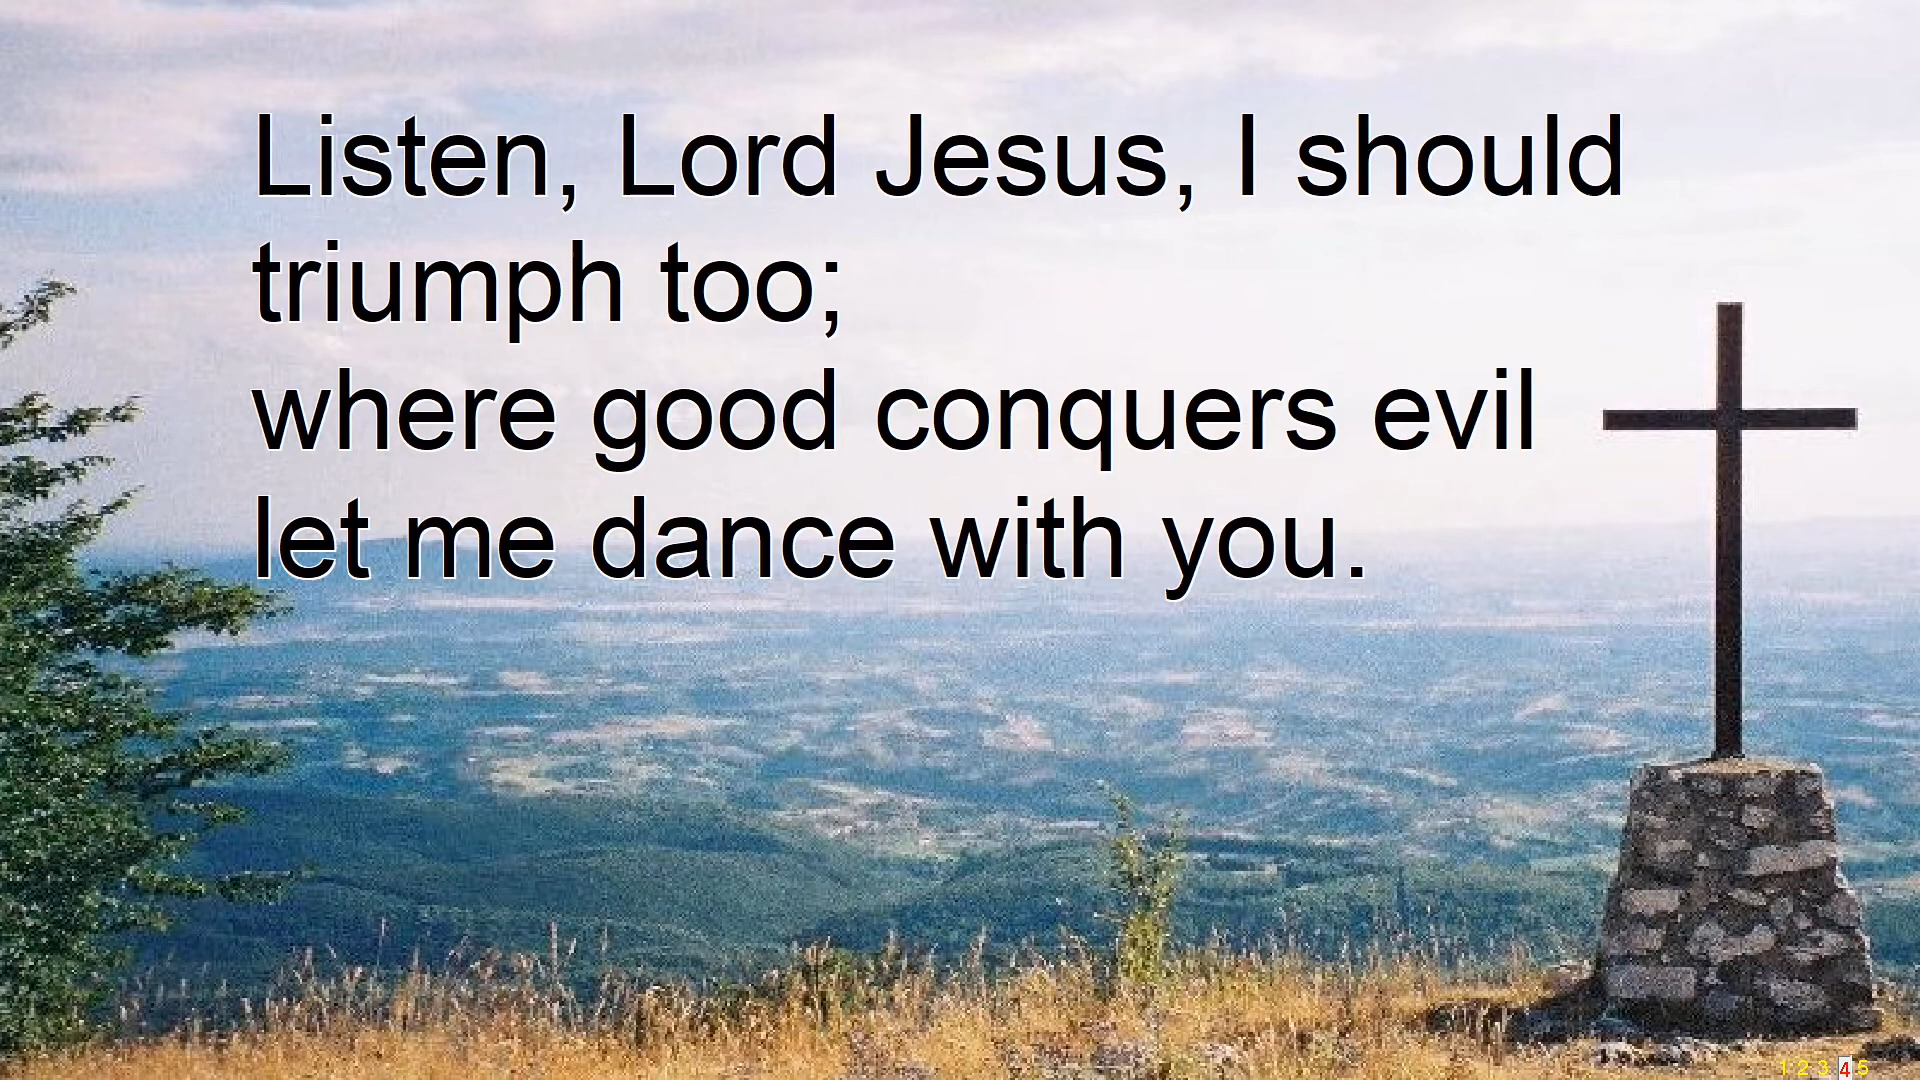 Listen, Lord Jesus, I should
triumph too;
where good conquers evil
let me dance with you.
1 2 3 4 5